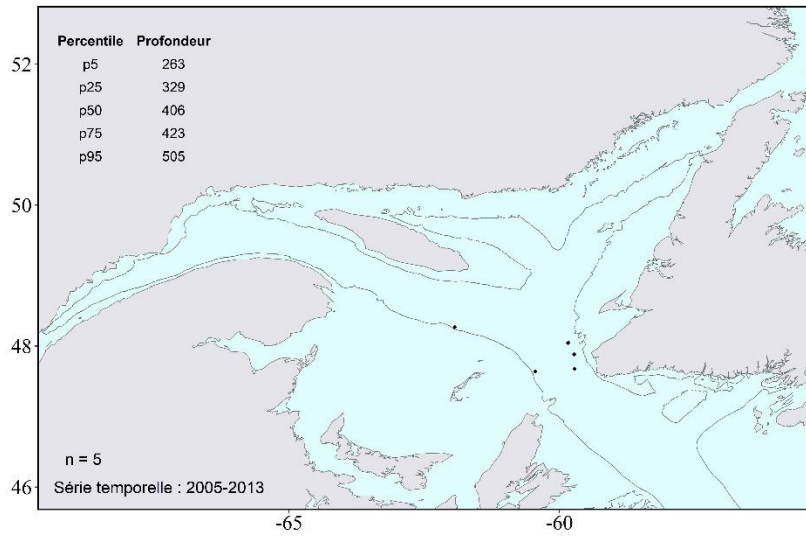 Percentile Profondeur
p5 263
p25 329
p50 406
p75 423
p95 505
52
50
48
46
n = 5
Série temporelle : 2005-2013
-65 -60